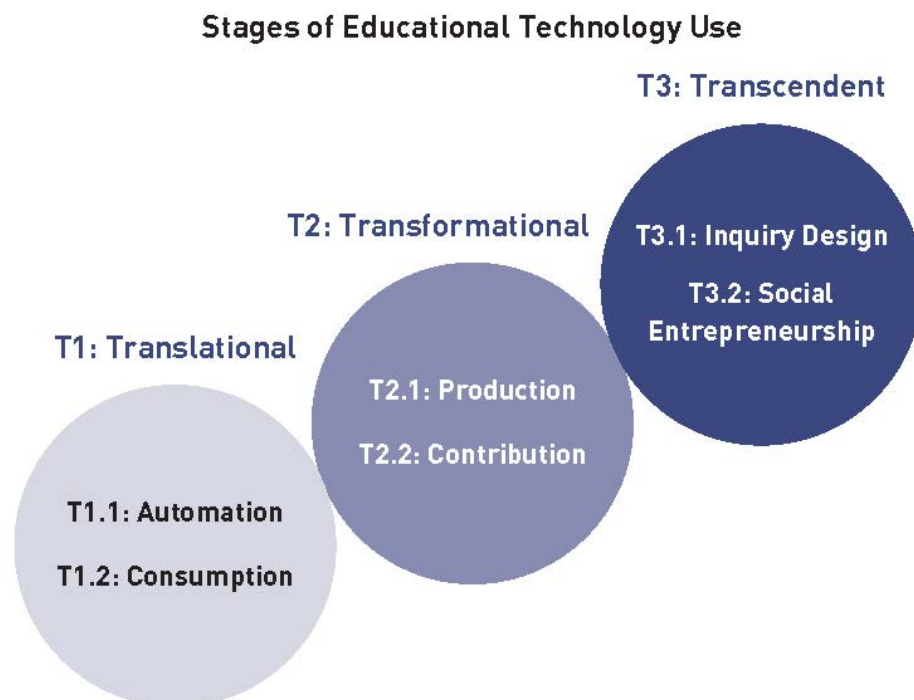 Stages of Educational Technology Use
T3: Transcendent
T3.1: Inquiry Design
T3.2: Social
Entrepreneurship
T2: Transformational
T2.1: Production
T2.2: Contribution
T1: Translational
T1.1: Automation
T1.2: Consumption